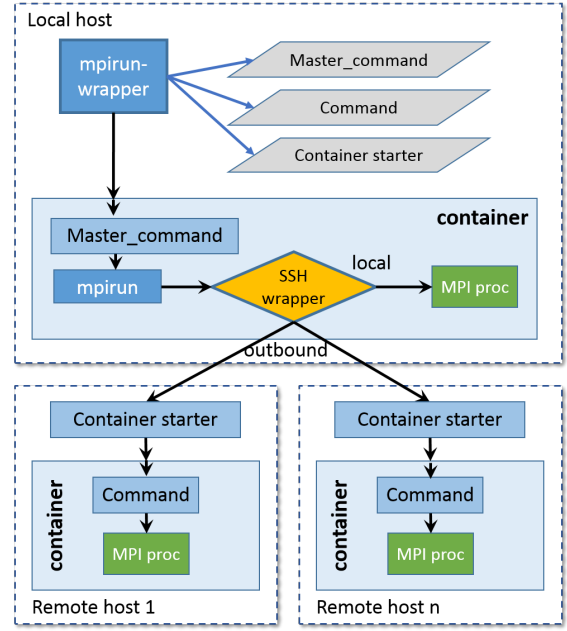 Local host
mpirun-
wrapper
Master_command
Command
Container starter
container
Master_command
mpirun
SSH
wrapper
local
MPI proc
outbound
Container starter
container
Command
MPI proc
Remote host 1
Container starter
container
Command
MPI proc
Remote host n